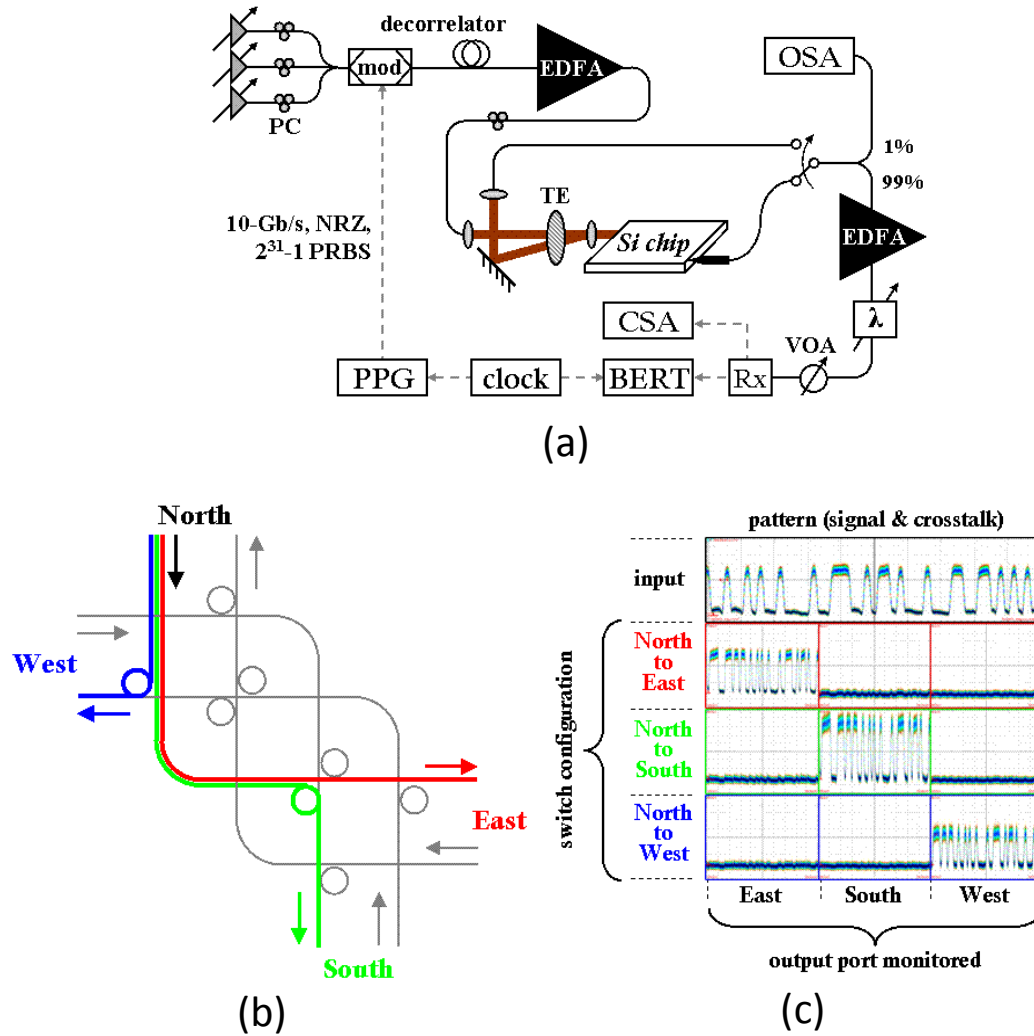 decorrelator
mod
EDFA
OSA
PC
1%
99%
TE
10-Gb/s, NRZ,
2³¹-1 PRBS
Si chip
EDFA
CSA
λ
VOA
PPG
clock
BERT
Rx
(a)
North
West
East
South
(b)
pattern (signal & crosstalk)
input
switch configuration
North
to
East
North
to
South
North
to
West
East
South
West
output port monitored
(c)